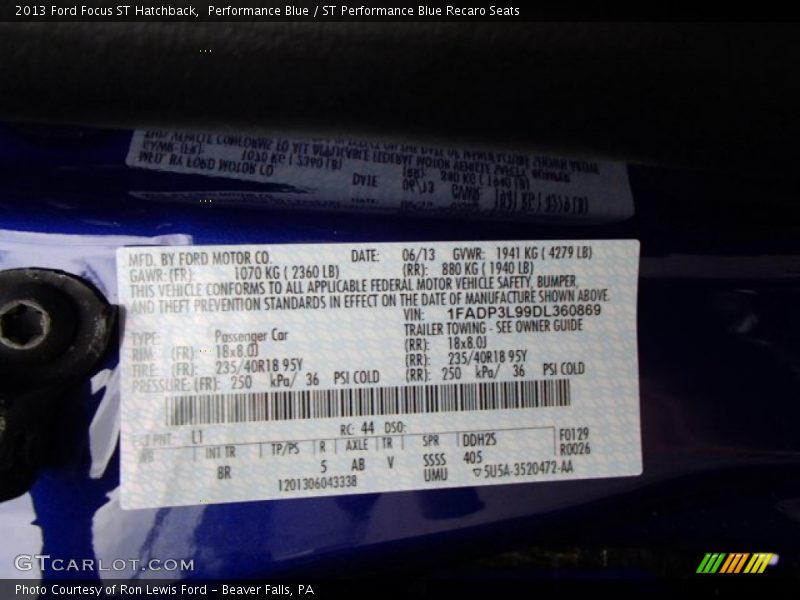 2013 Ford Focus ST Hatchback,  Performance Blue / ST Performance Blue Recaro Seats
MFD. BY FORD MOTOR CO. DATE: 06/13 GVWR: 1941 KG ( 4279 LB)
GAWR:(FR): 1070 KG ( 2360 LB) (RR): 880 KG ( 1940 LB)
THIS VEHICLE CONFORMS TO ALL APPLICABLE FEDERAL MOTOR VEHICLE SAFETY, BUMPER,
AND THEFT PREVENTION STANDARDS IN EFFECT ON THE DATE OF MANUFACTURE SHOWN ABOVE.
VIN: 1FADP3L99DL360869
TYPE: Passenger Car TRAILER TOWING - SEE OWNER GUIDE
RIM (FR): 18x8.0J (RR): 18x8.0J
TIRE: (FR): 235/40R18 95Y (RR): 235/40R18 95Y
PRESSURE: (FR): 250 kPa/ 36 PSI COLD (RR): 250 kPa/ 36 PSI COLD
RC: 44 DSO:
EXT PNT: L1 F0129
WB INT TR TP/PS R AXLE TR SPR DDH2S R0026
BR 5 AB V SSSS 405
1201306043338 UMU ▽5U5A-3520472-AA
GTCARLOT.COM
Photo Courtesy of Ron Lewis Ford - Beaver Falls, PA